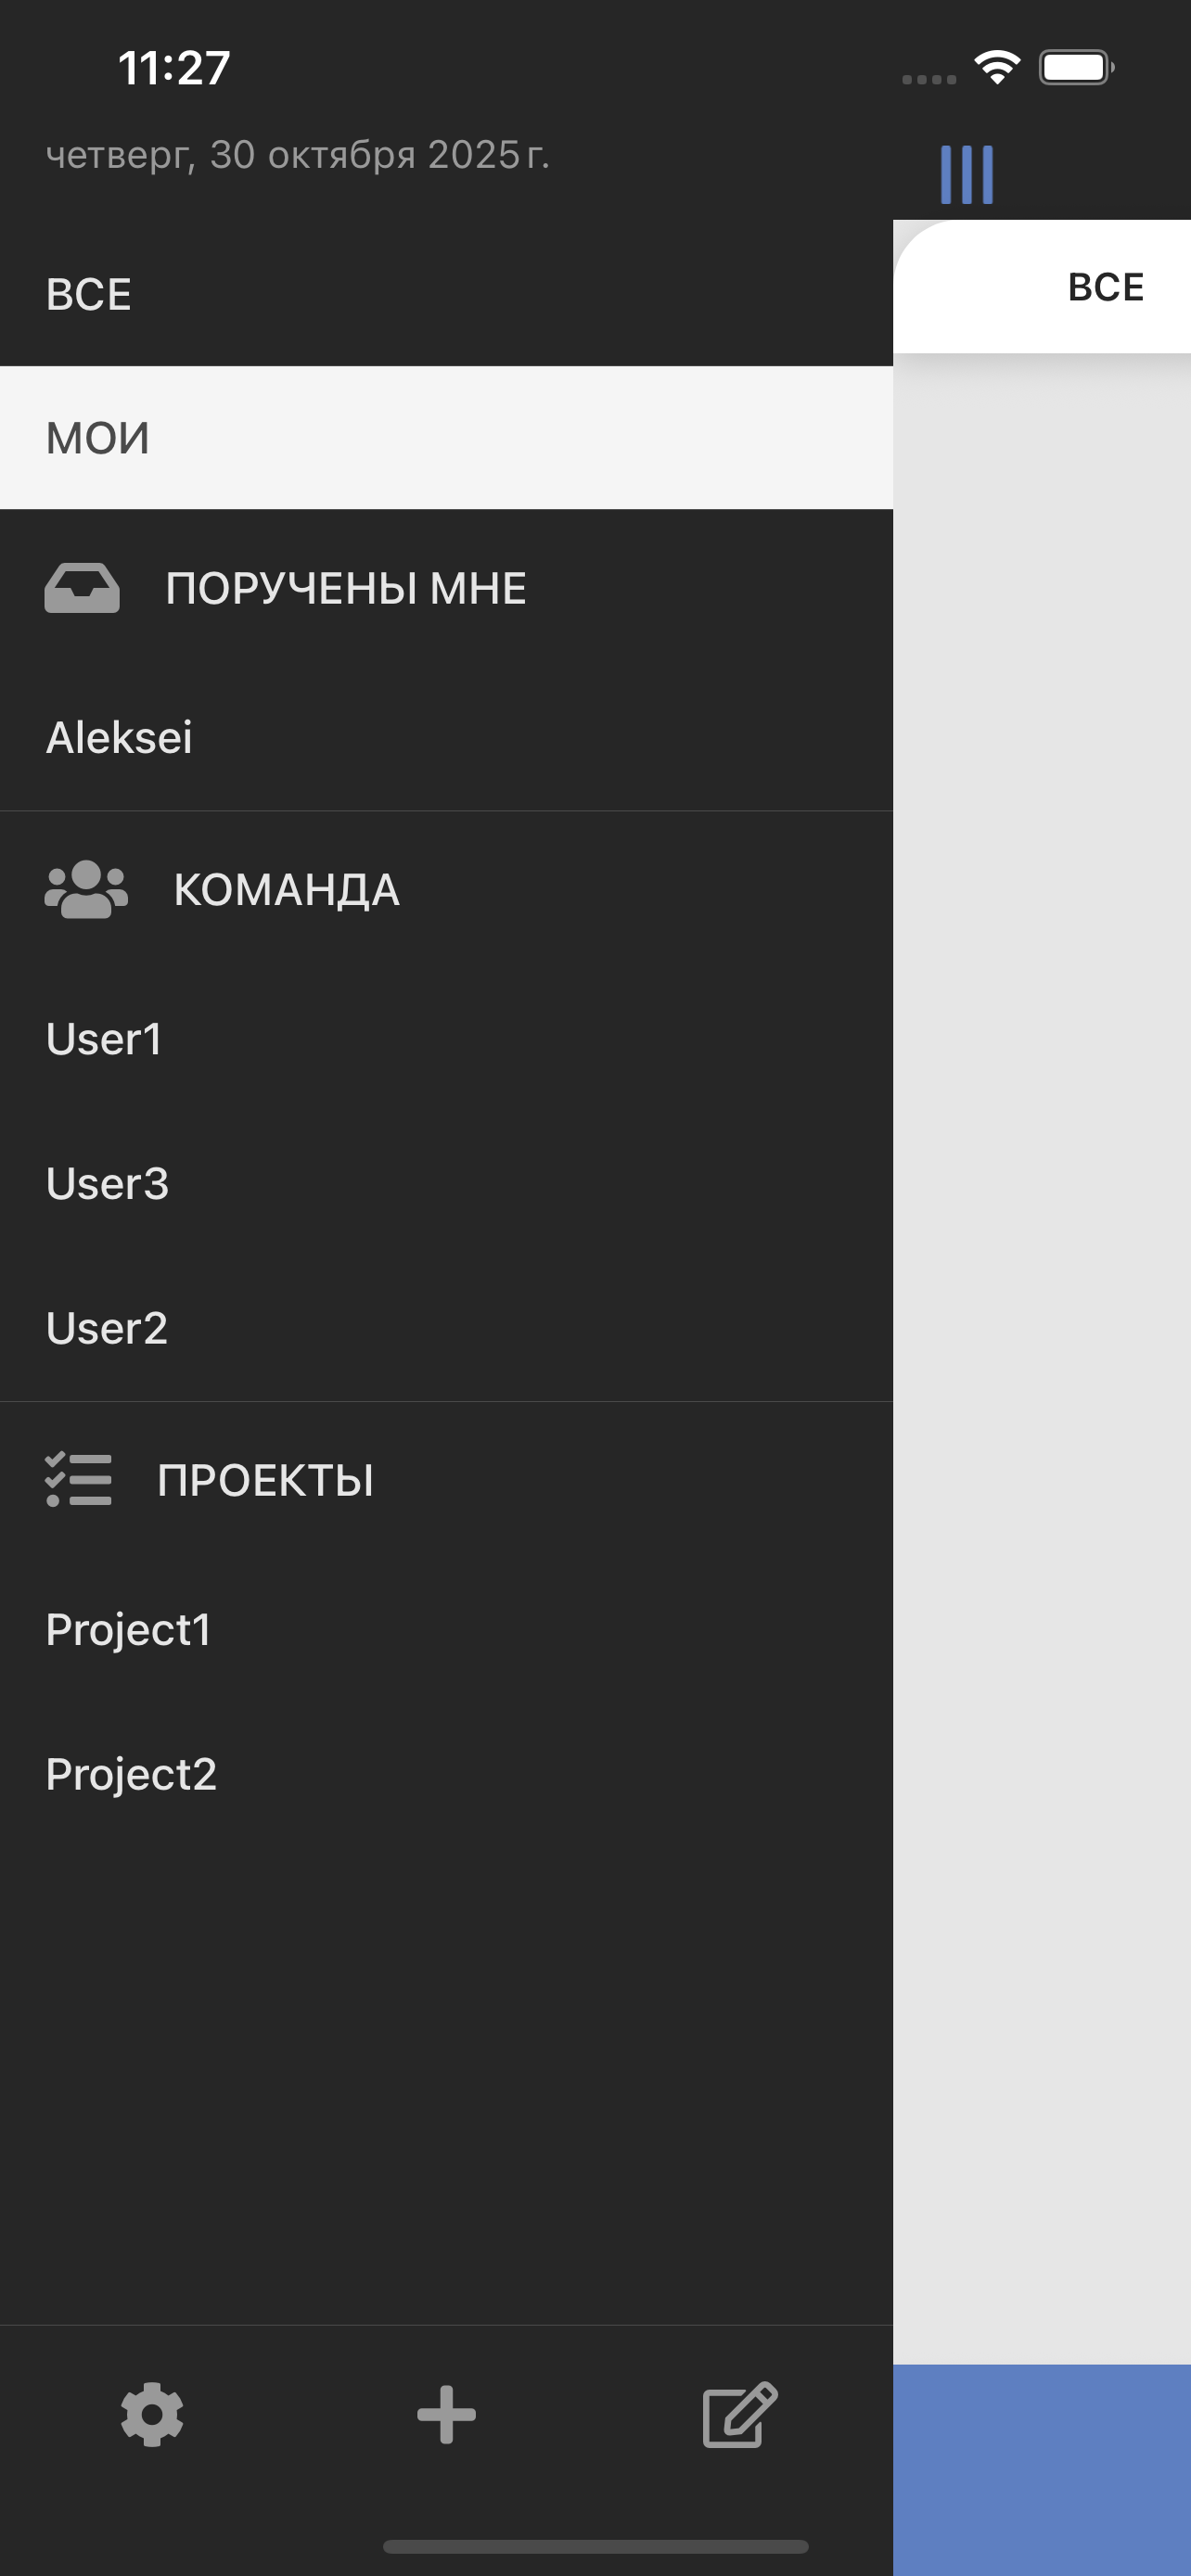 11:27
четверг, 30 октября 2025 г.
ВСЕ
ВСЕ
МОИ
ПОРУЧЕНЫ МНЕ
Aleksei
КОМАНДА
User1
User3
User2
ПРОЕКТЫ
Project1
Project2